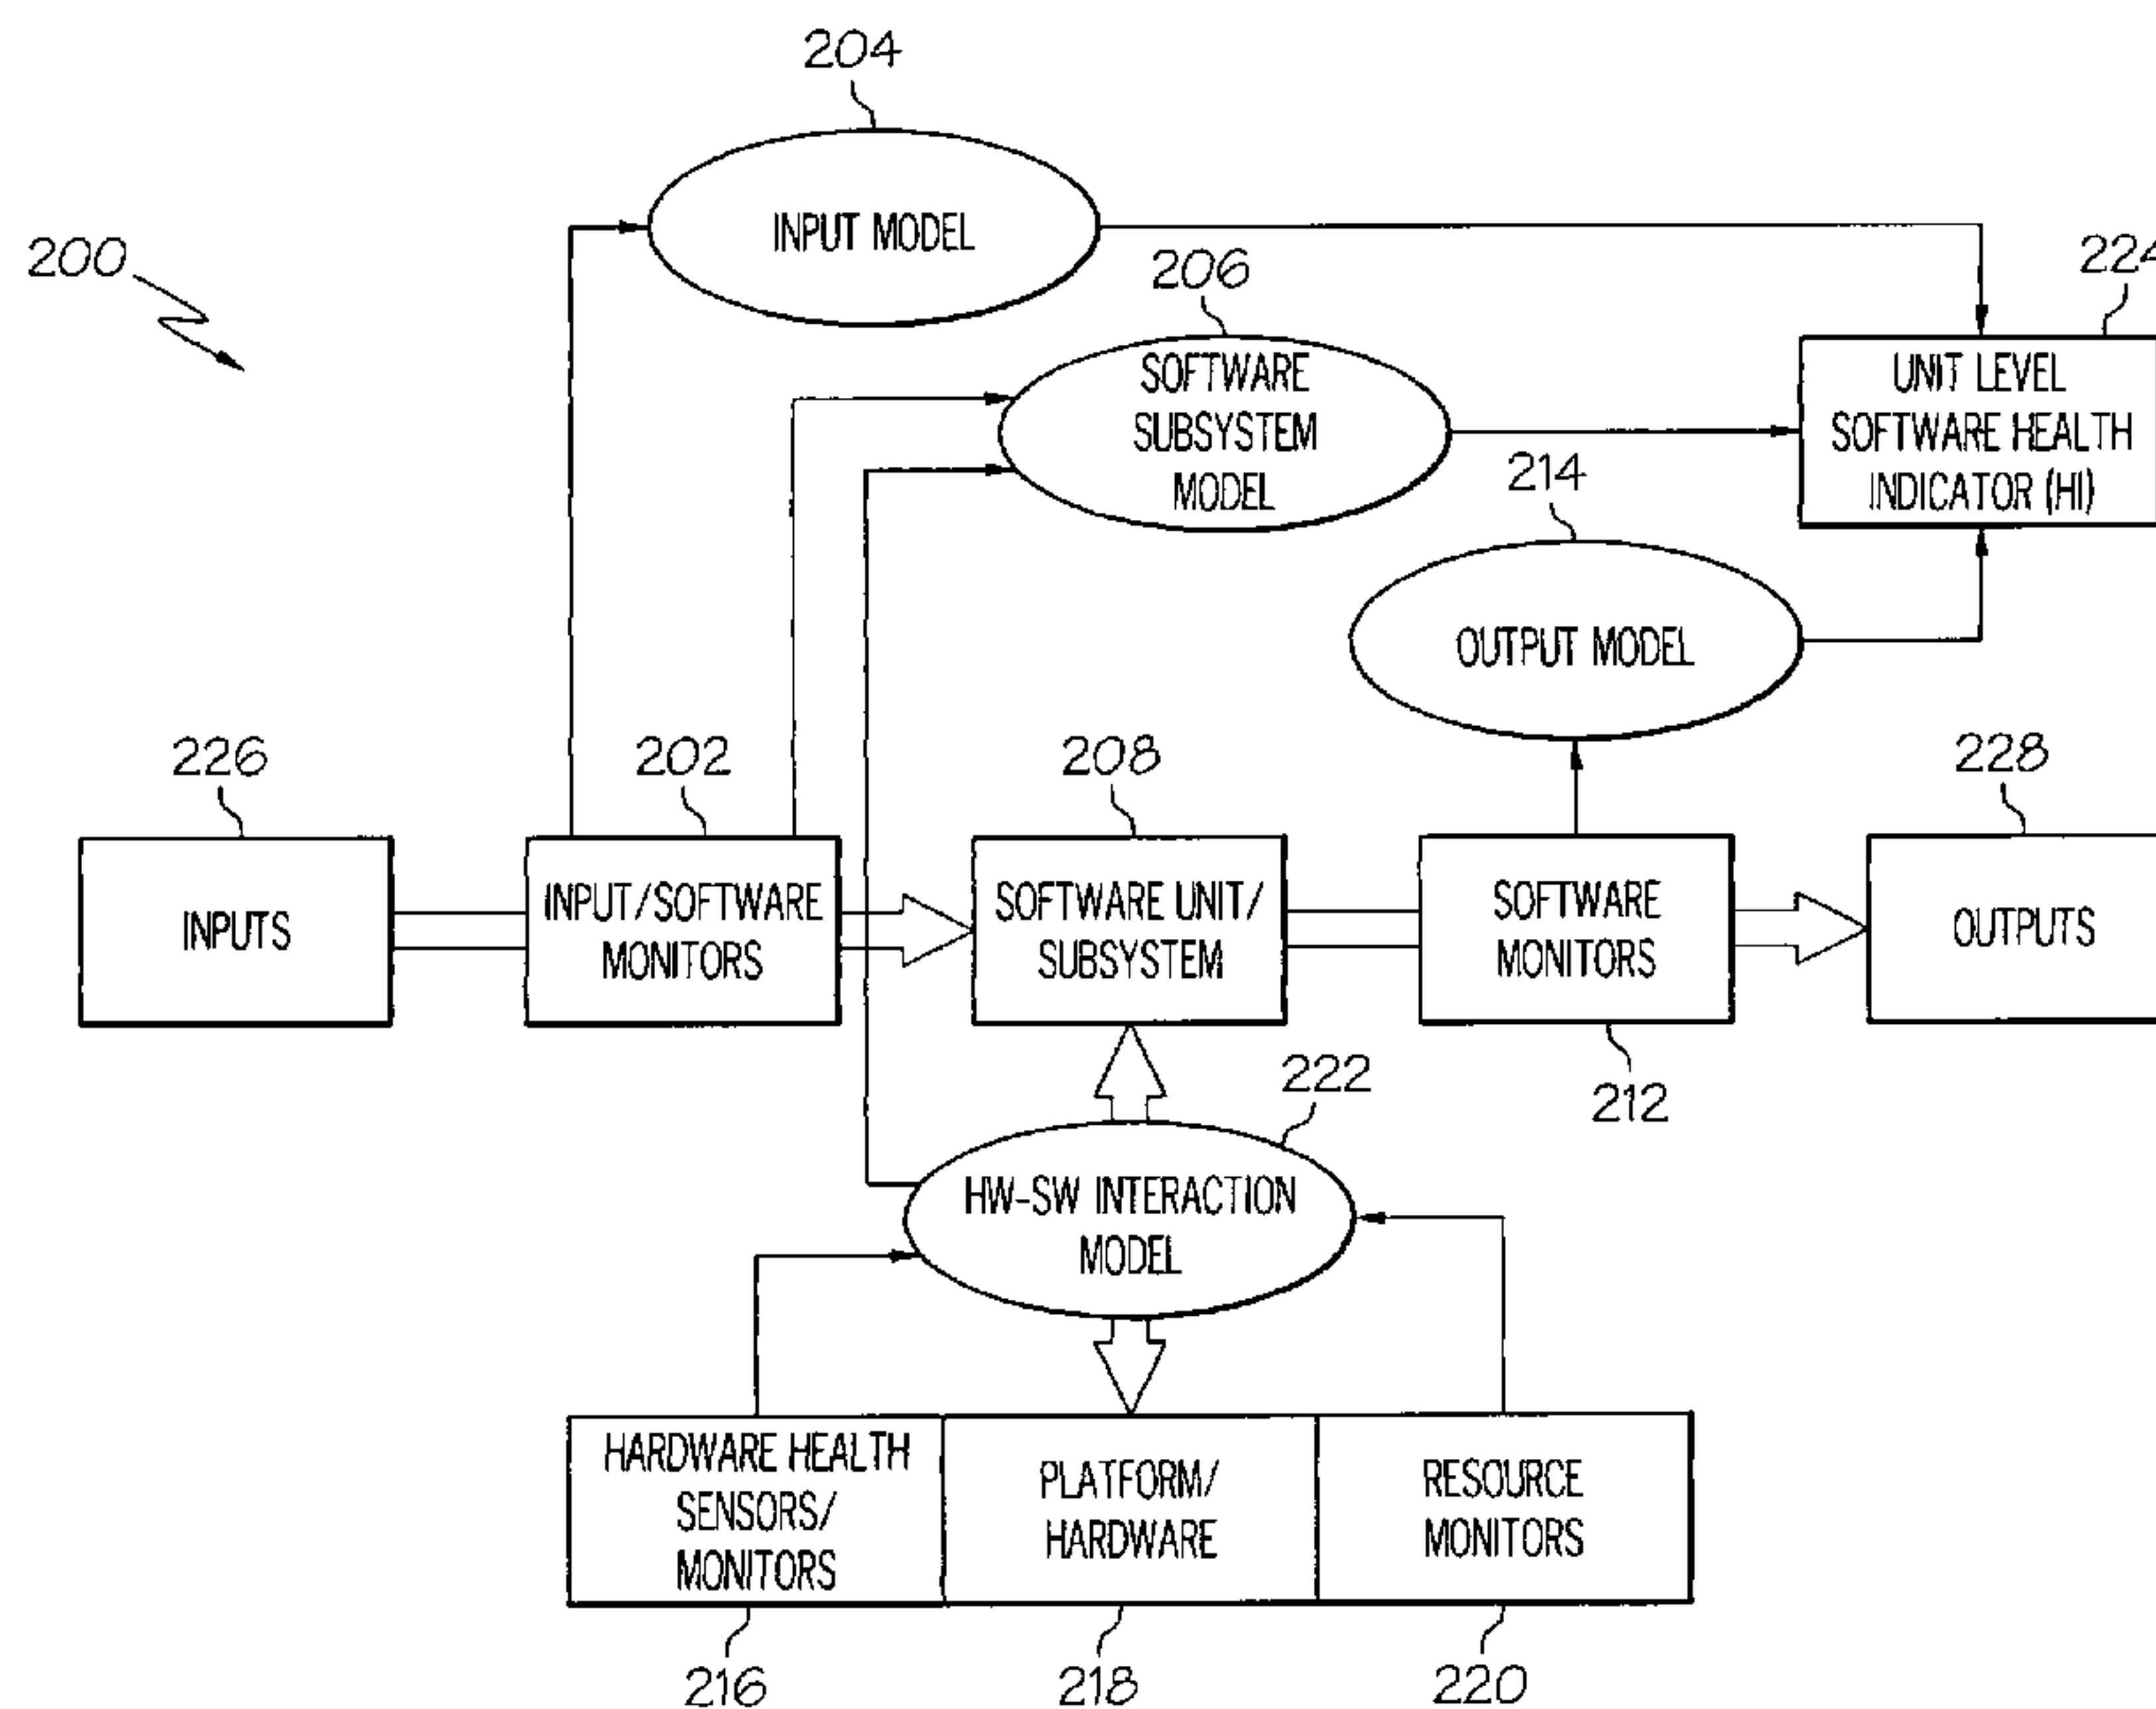 204
INPUT MODEL
200
206
224
SOFTWARE
SUBSYSTEM
MODEL
UNIT LEVEL
SOFTWARE HEALTH
INDICATOR (HI)
214
OUTPUT MODEL
226
202
208
228
INPUTS
INPUT/SOFTWARE
MONITORS
SOFTWARE UNIT/
SUBSYSTEM
SOFTWARE
MONITORS
OUTPUTS
222
212
HW-SW INTERACTION
MODEL
HARDWARE HEALTH
SENSORS/
MONITORS
PLATFORM/
HARDWARE
RESOURCE
MONITORS
216
218
220